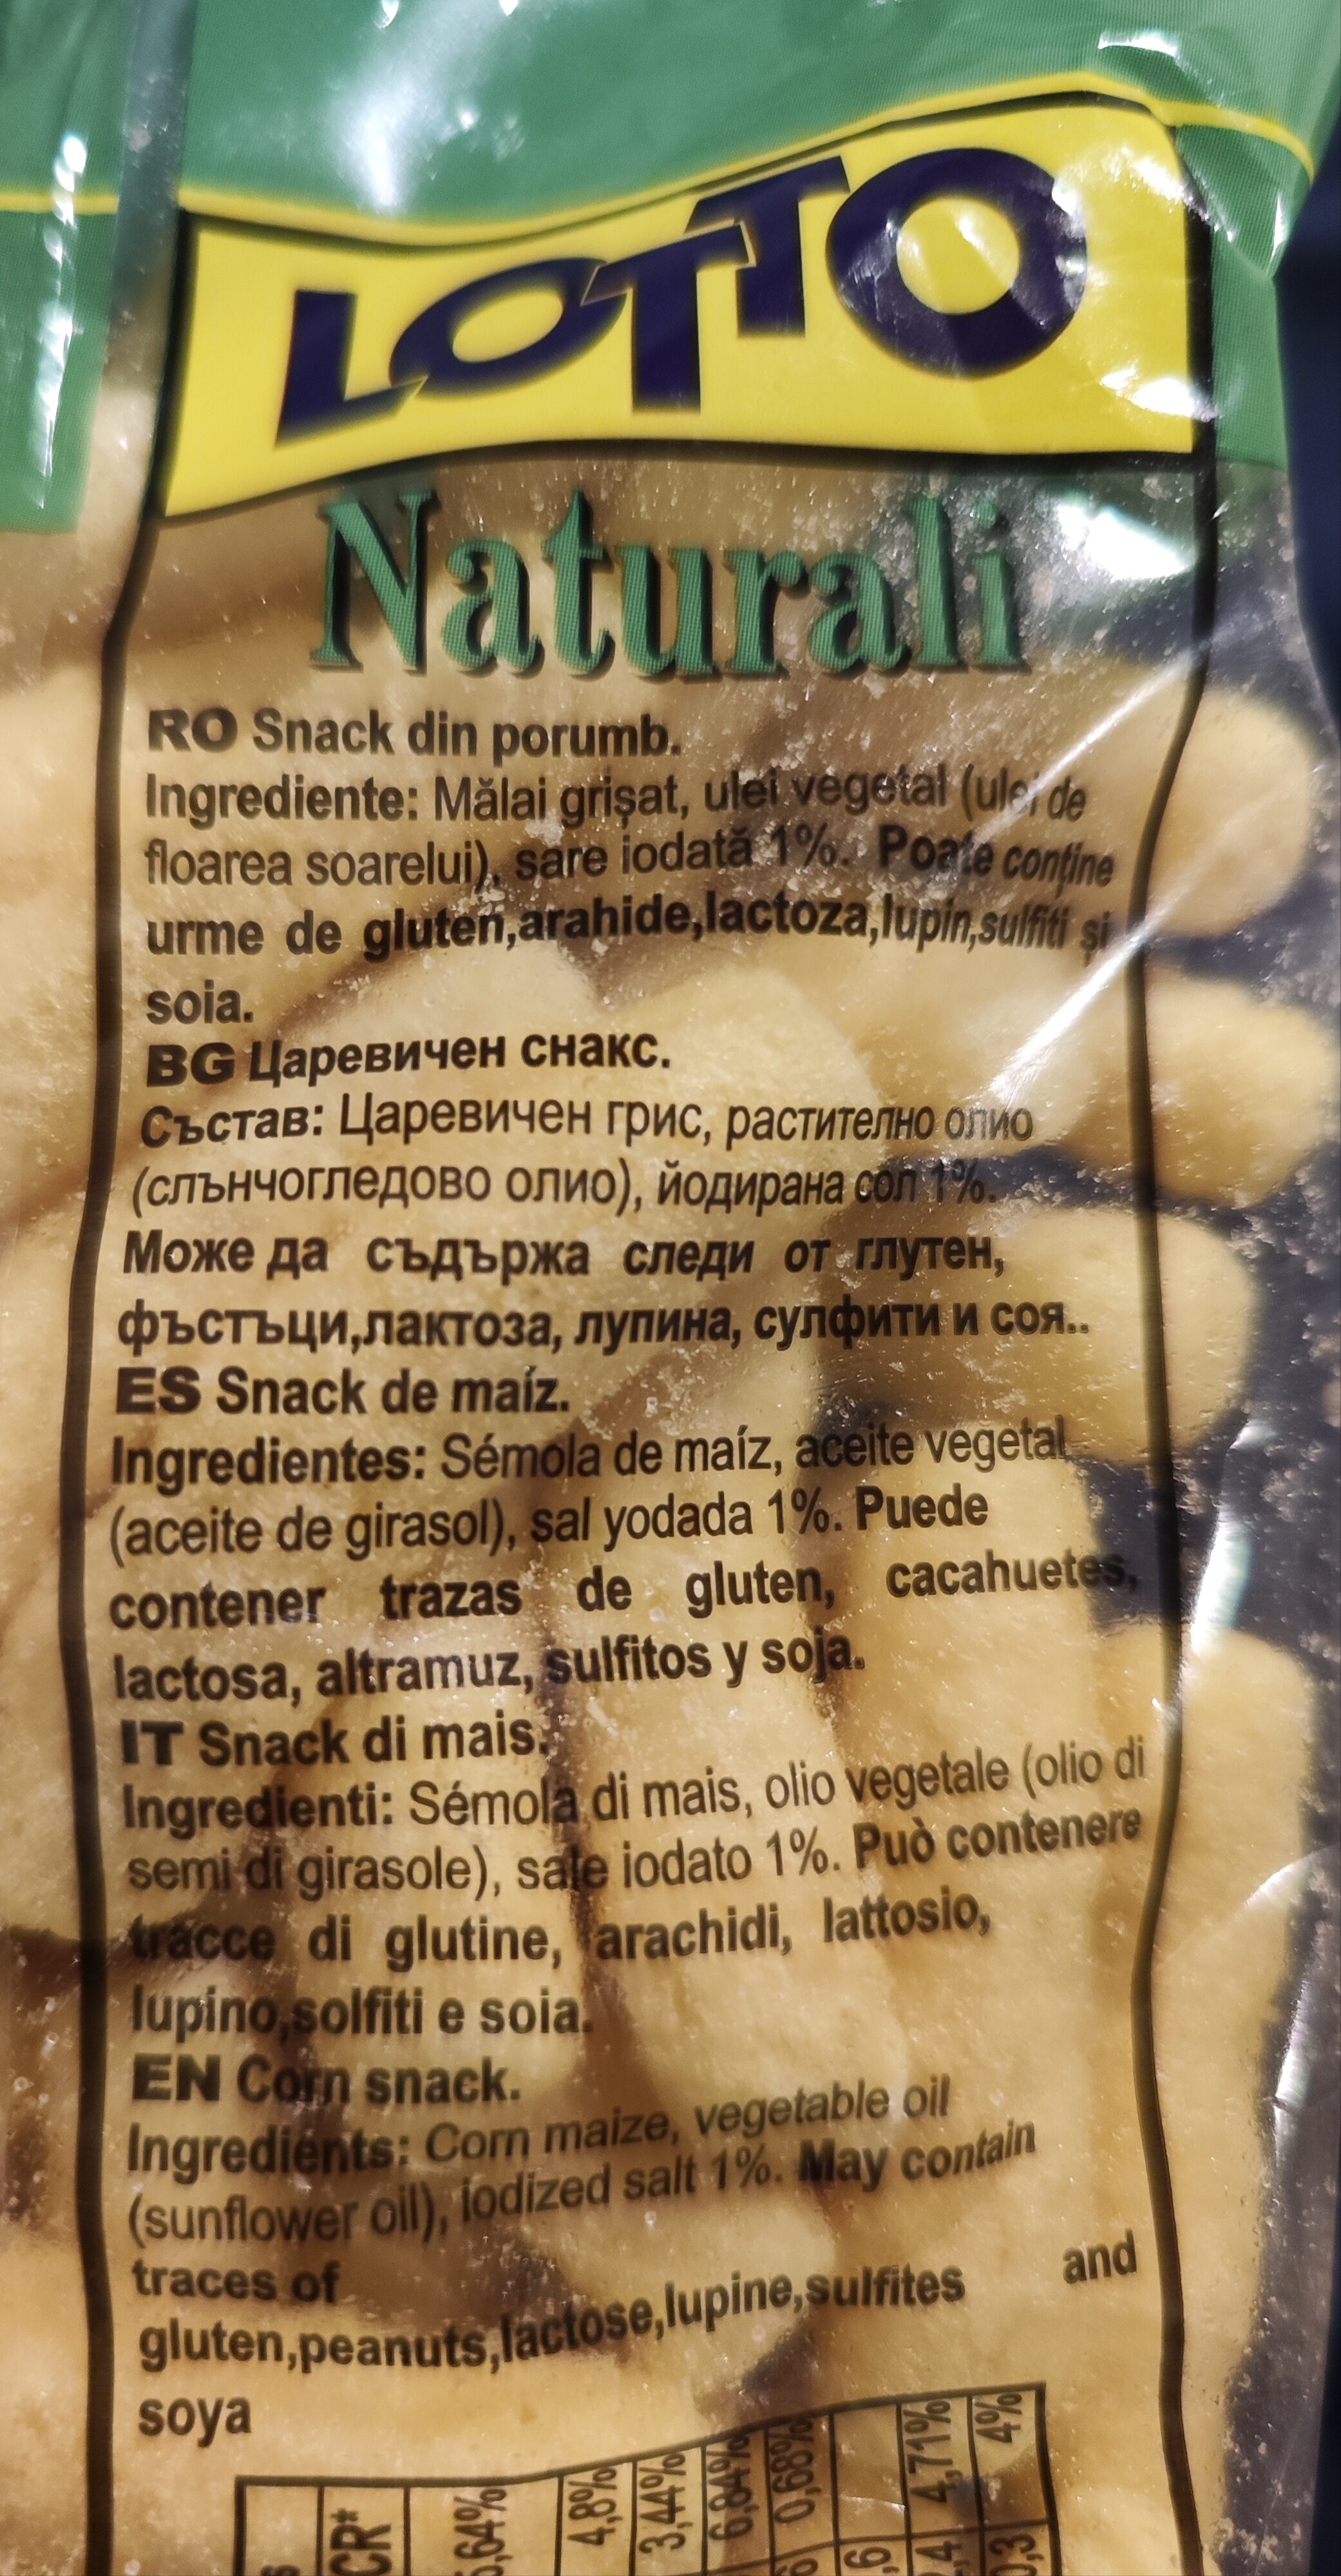 LOTTO
Naturali
RO Snack din porumb.
Ingrediente: Mălai grișat, ulei vegetal (ulei de
floarea soarelui), sare iodată 1%. Poate conține
urme de gluten,arahide,lactoza,lupin,sulfiti și
soia.
BG Царевичен снакс.
Състав: Царевичен грис, растително олио
(слънчогледово олио), йодирана сол 1%.
Може да съдържа следи от глутен,
фъстъци,лактоза, лупина, сулфити и соя..
ES Snack de maíz.
Ingredientes: Sémola de maíz, aceite vegetal
(aceite de girasol), sal yodada 1%. Puede
contener trazas de gluten, cacahuetes,
lactosa, altramuz, sulfitos y soja.
IT Snack di mais.
Ingredienti: Sémola di mais, olio vegetale (olio di
semi di girasole), sale iodato 1%. Può contenere
tracce di glutine, arachidi, lattosio,
lupino,solfiti e soia.
EN Corn snack.
Ingredients: Corn maize, vegetable oil
(sunflower oil), iodized salt 1%. May contain
traces of
gluten,peanuts,lactose,lupine,sulfites and
soya
CR*
4,8%
3,44%
6,84%
0,68%
4,71%
4%